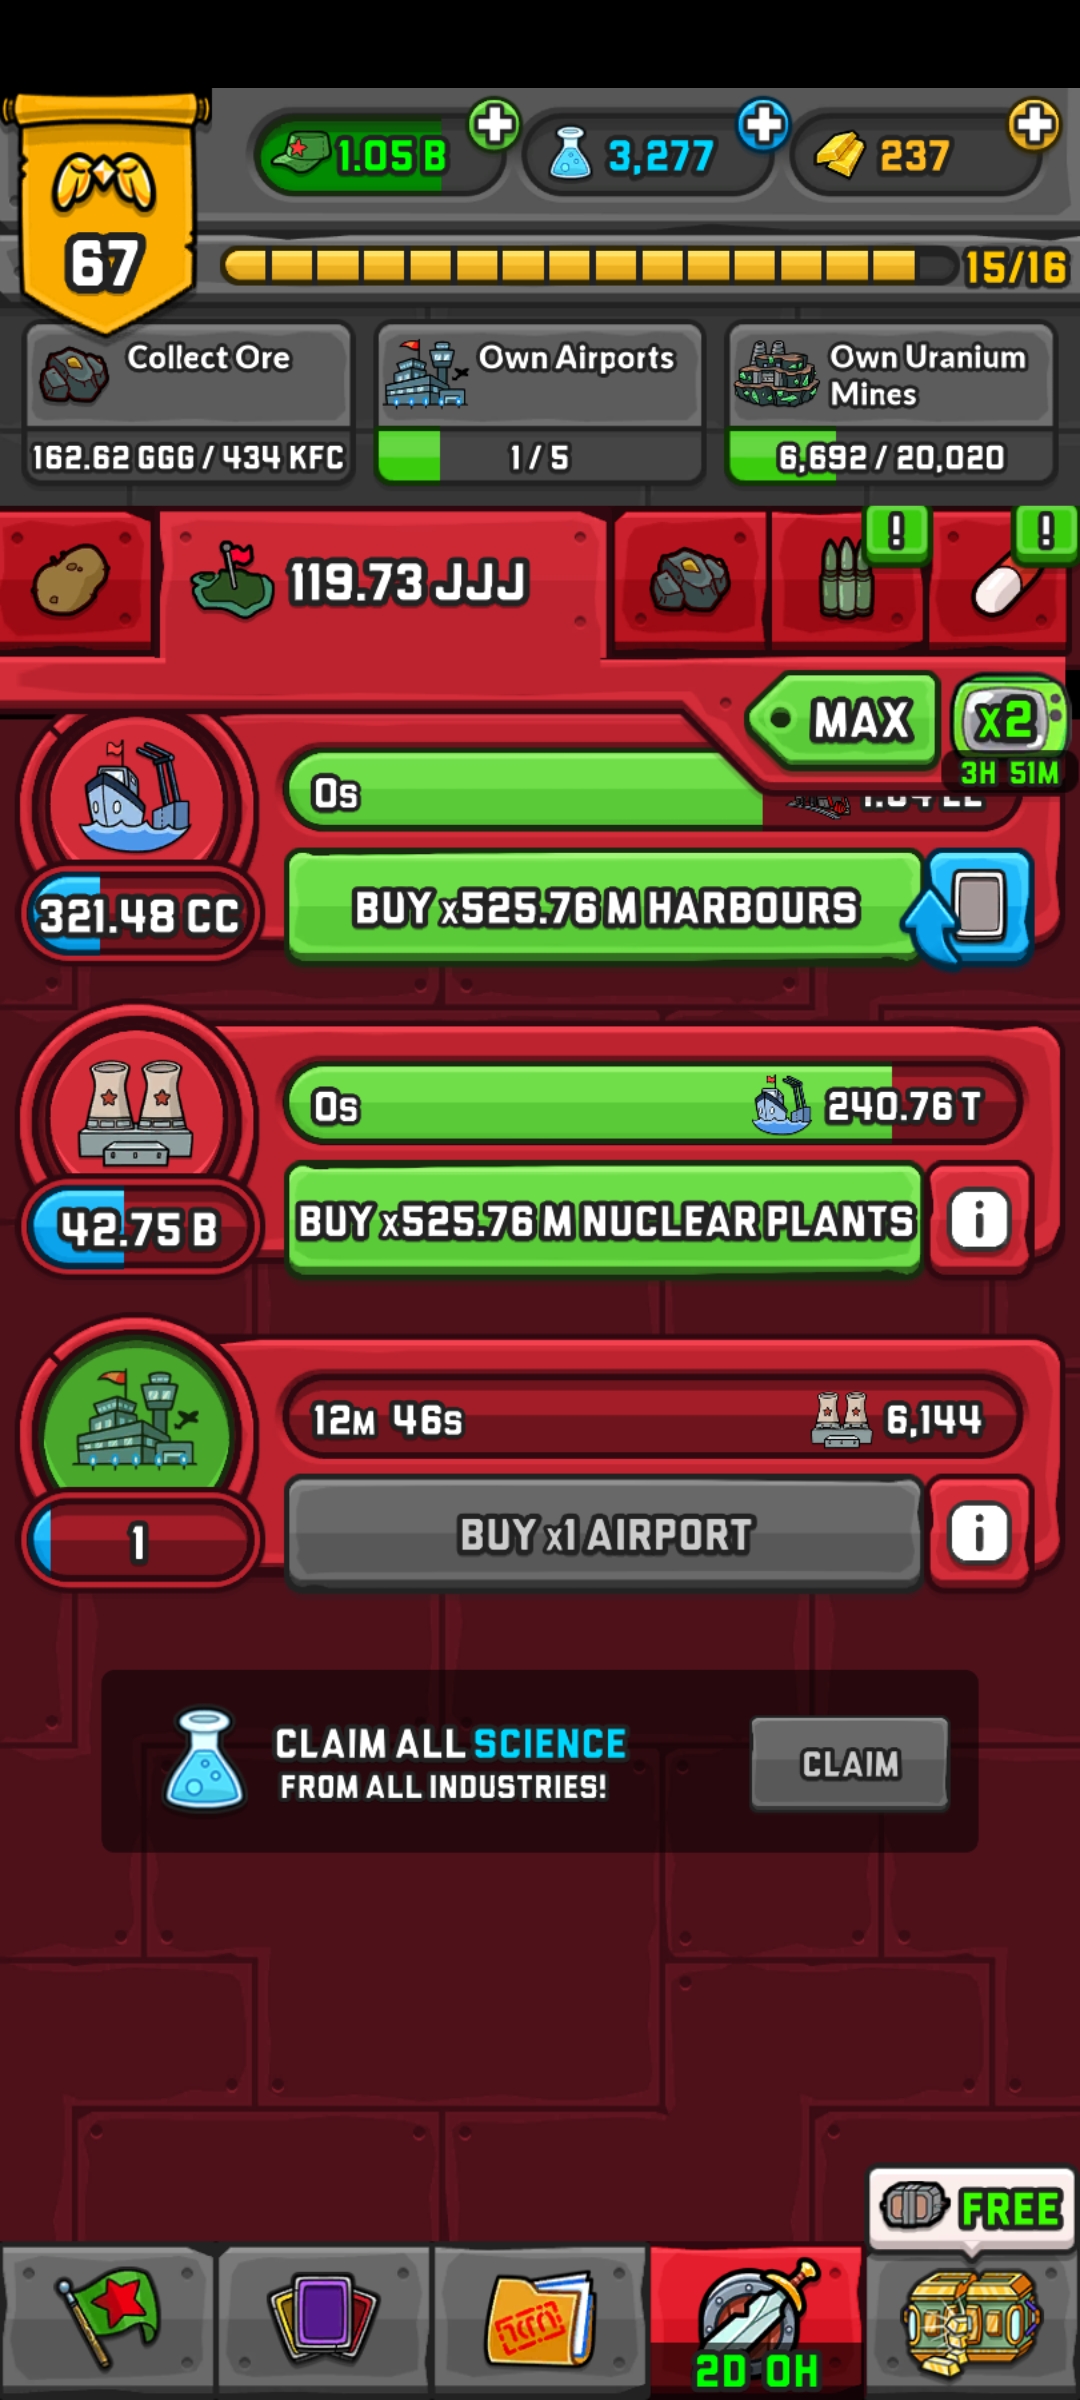 1.05 B
3,277
237
67
15/16
Collect Ore
162.62 GGG / 434 KFC
Own Airports
1 / 5
Own Uranium
Mines
6,692 / 20,020
119.73 JJJ
!
!
MAX
x2
3H 51M
0s
321.48 CC
BUY x525.76 M HARBOURS
0s
240.76 T
42.75 B
BUY x525.76 M NUCLEAR PLANTS
i
12M 46s
6,144
1
BUY x1 AIRPORT
i
CLAIM ALL SCIENCE
FROM ALL INDUSTRIES!
CLAIM
FREE
2D 0H